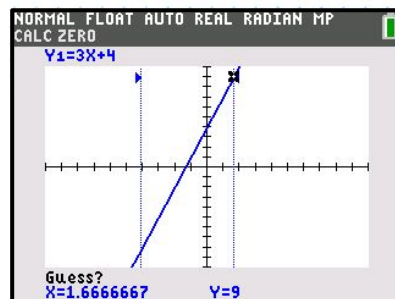 NORMAL FLOAT AUTO REAL RADIAN MP
CALC ZERO
Y₁=3X+4
Guess?
X=1.6666667 Y=9